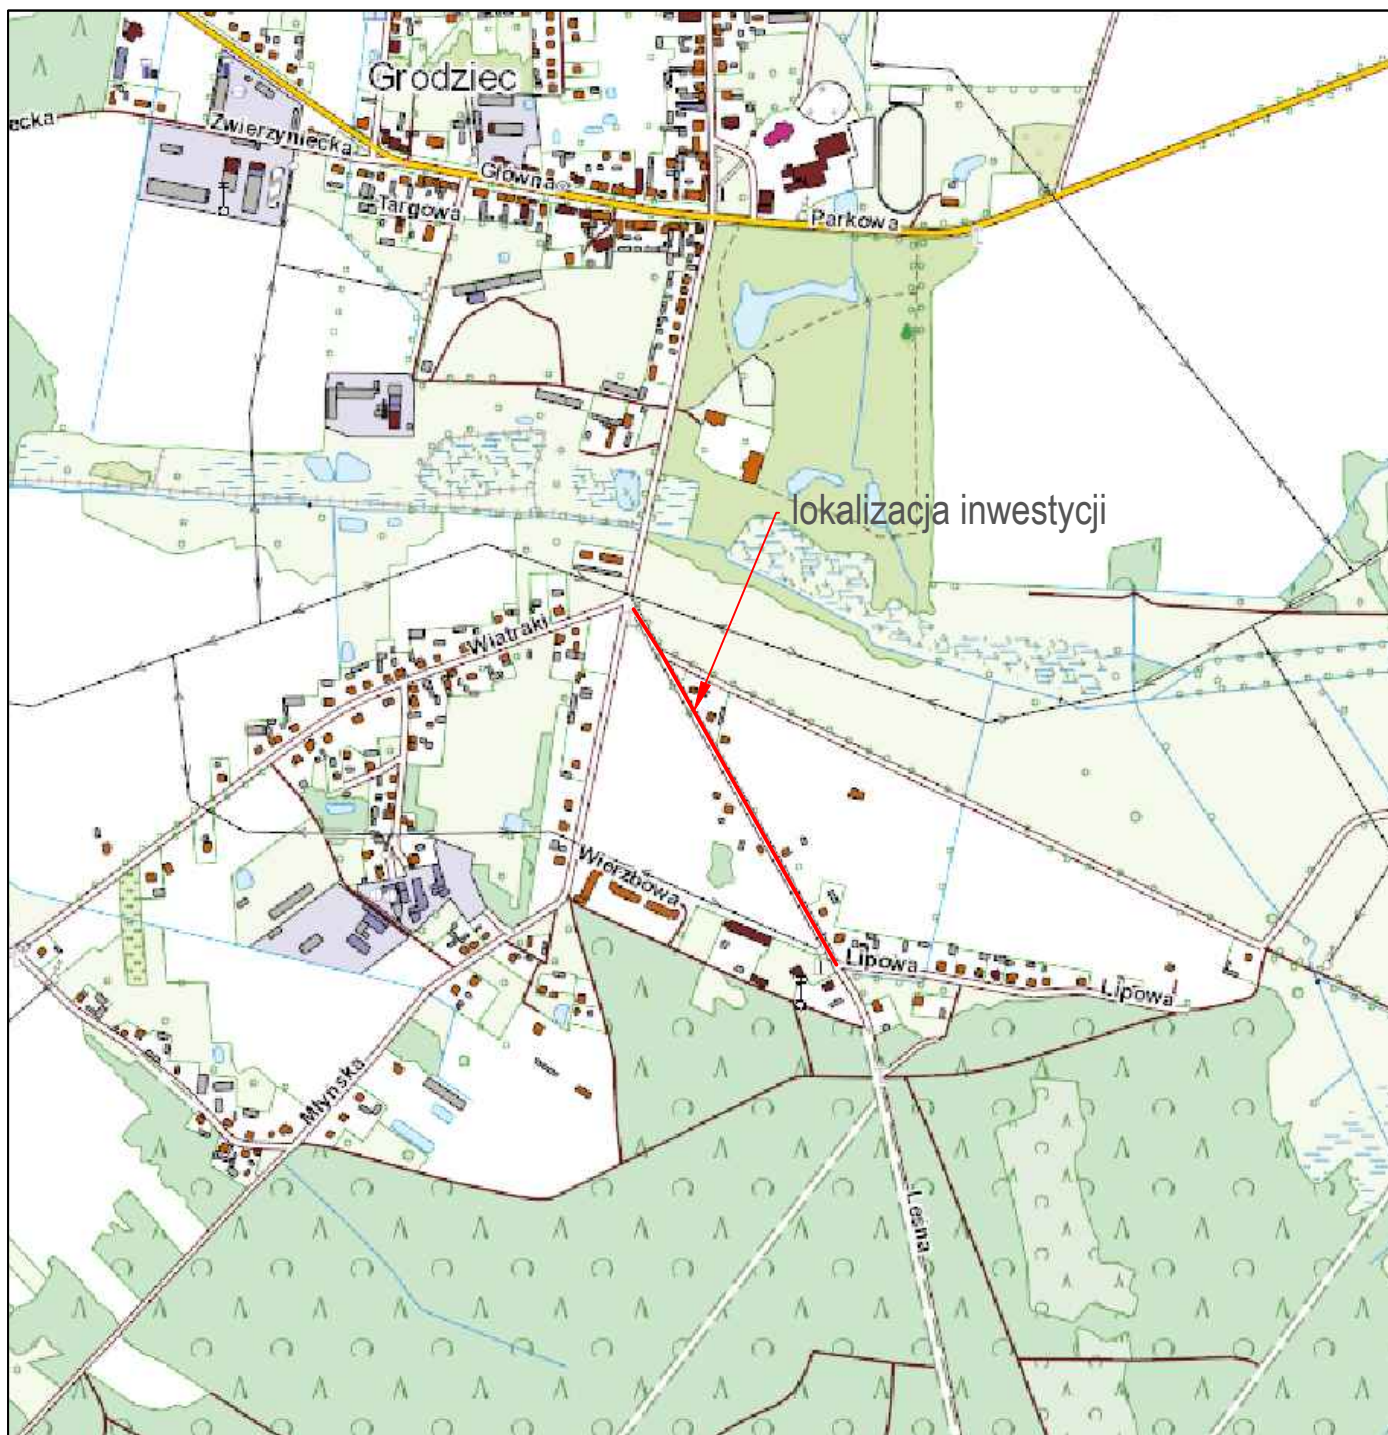 Grodziec
ecka
Zwierzyniecka
Główna
Targowa
Parkowa
lokalizacja inwestycji
Wiatraki
Wierzbowa
Lipowa
Lipowa
Młyńska
Leśna